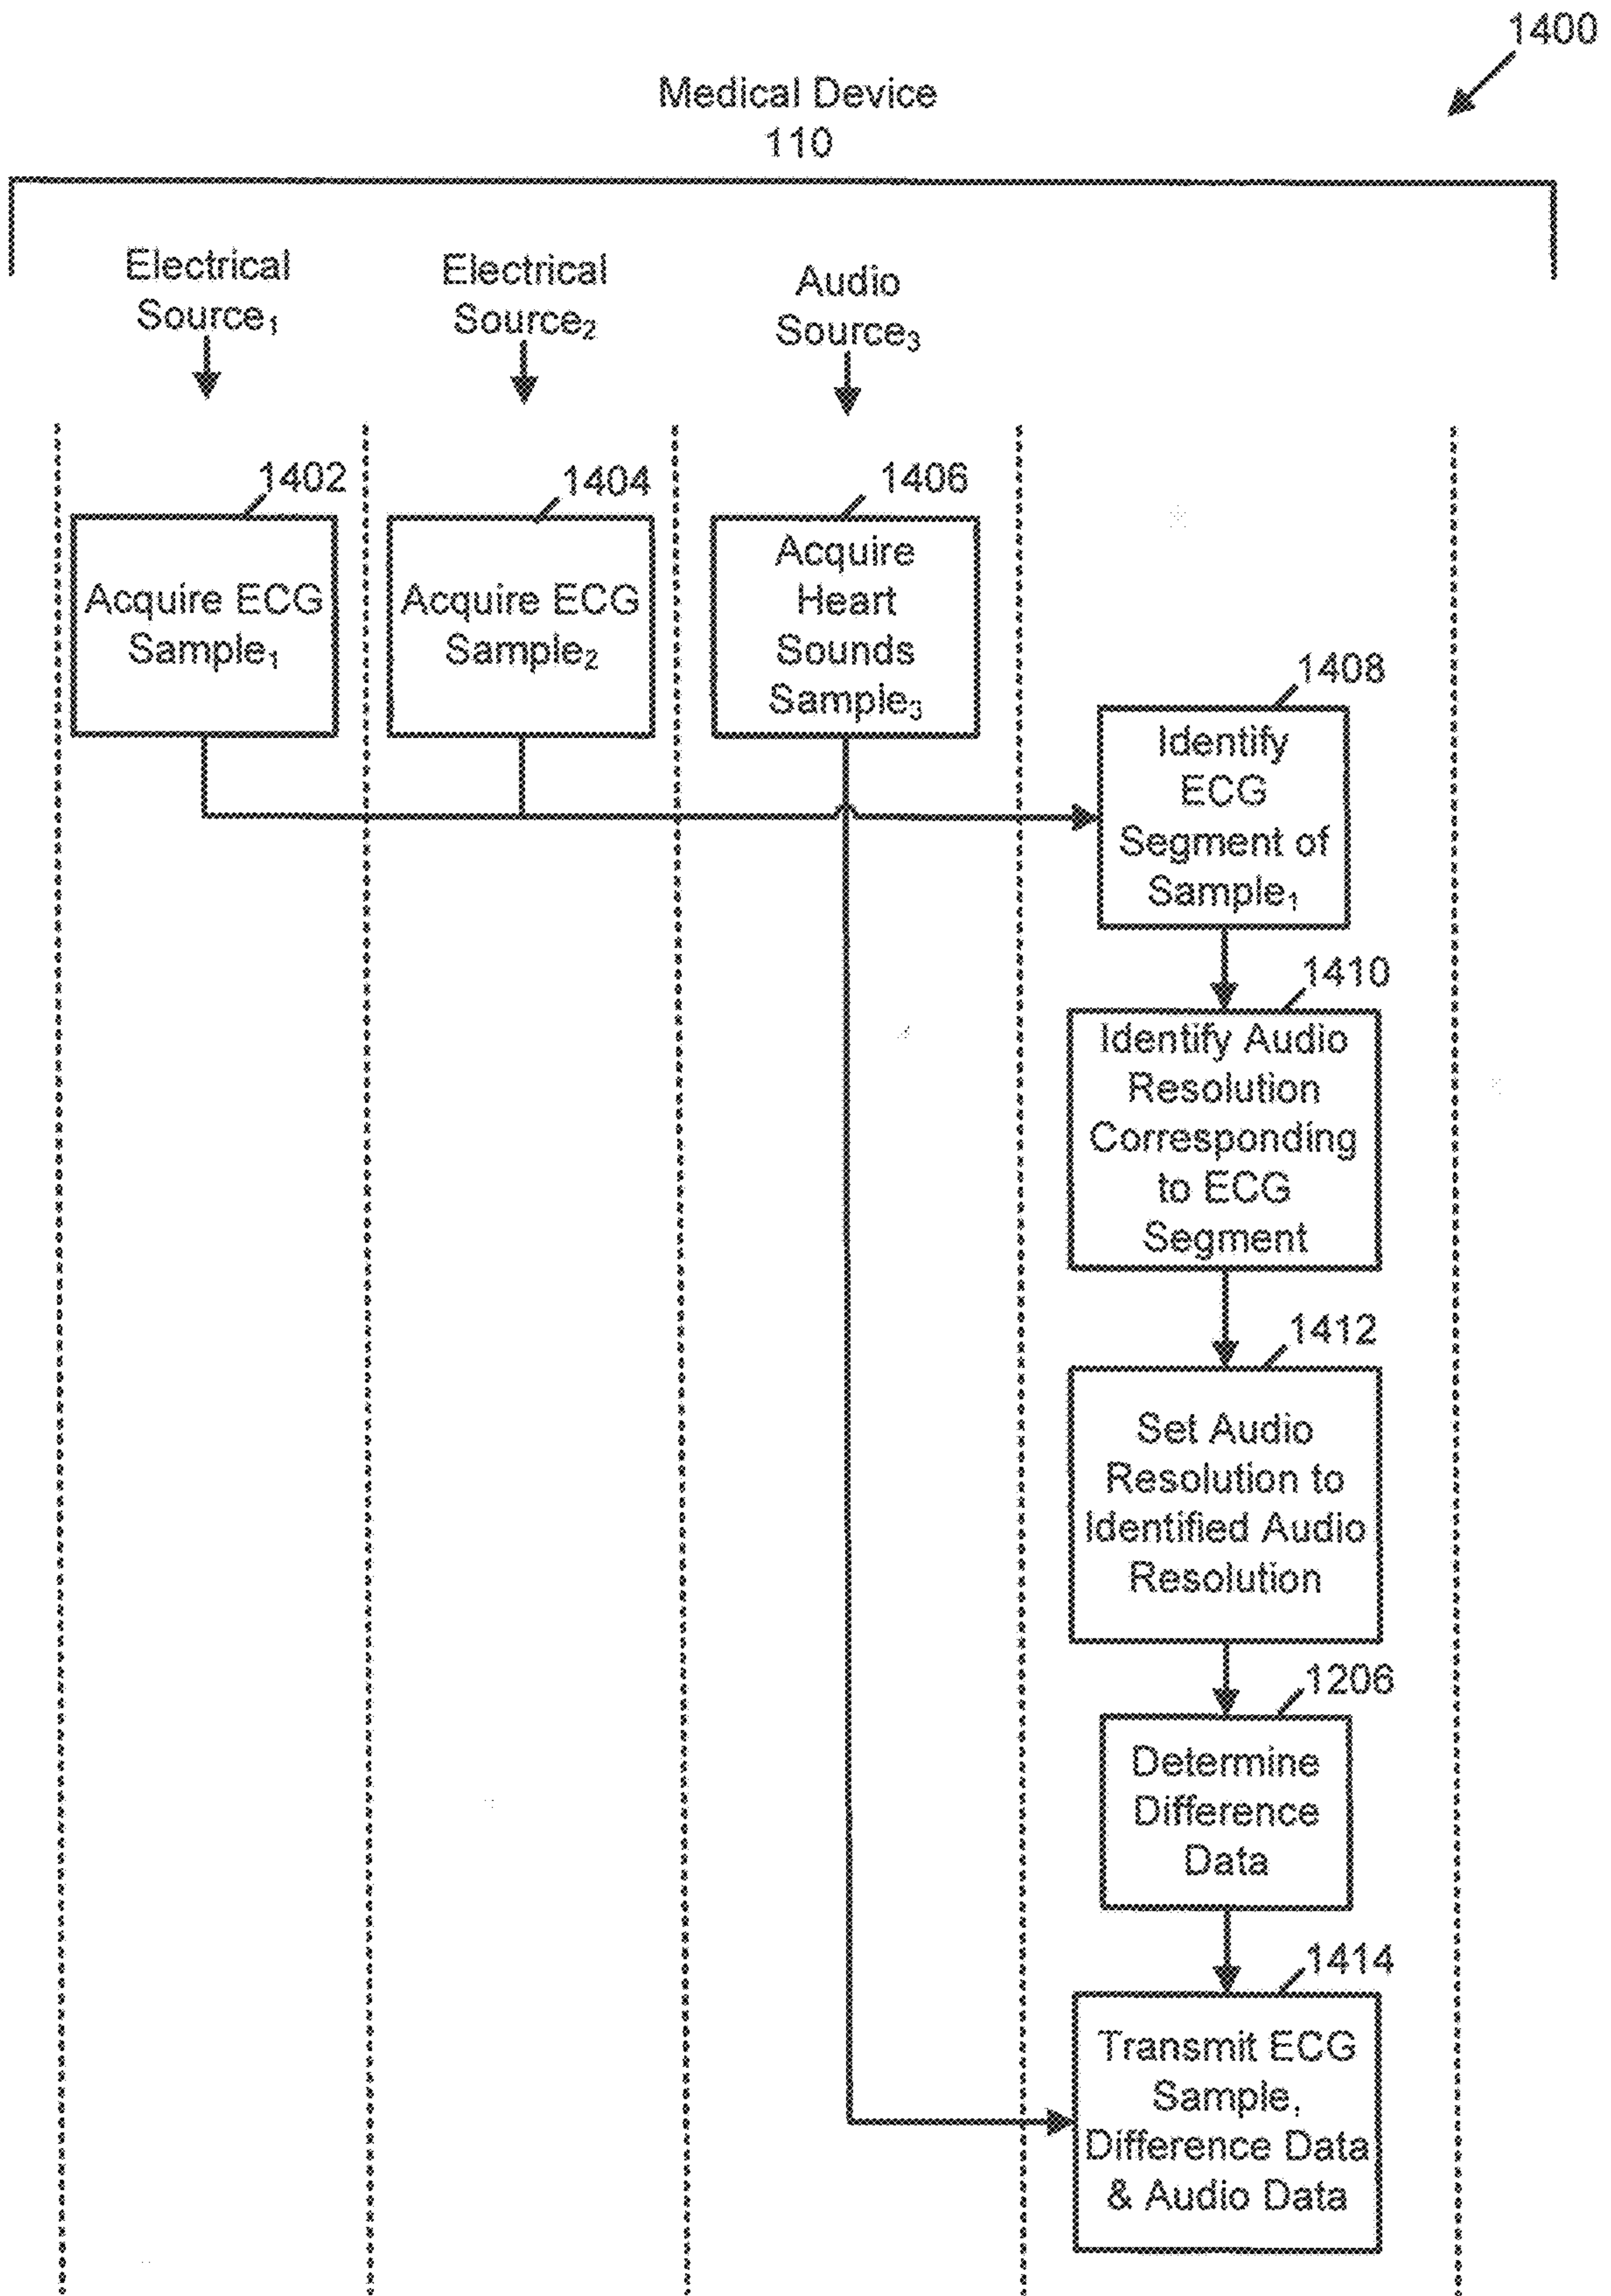 1400
Medical Device
110
Electrical
Source₁
Electrical
Source₂
Audio
Source₃
1402
Acquire ECG
Sample₁
1404
Acquire ECG
Sample₂
1406
Acquire
Heart
Sounds
Sample₃
1408
Identify
ECG
Segment of
Sample₁
1410
Identify Audio
Resolution
Corresponding
to ECG
Segment
1412
Set Audio
Resolution to
Identified Audio
Resolution
1206
Determine
Difference
Data
1414
Transmit ECG
Sample₁
Difference Data
& Audio Data